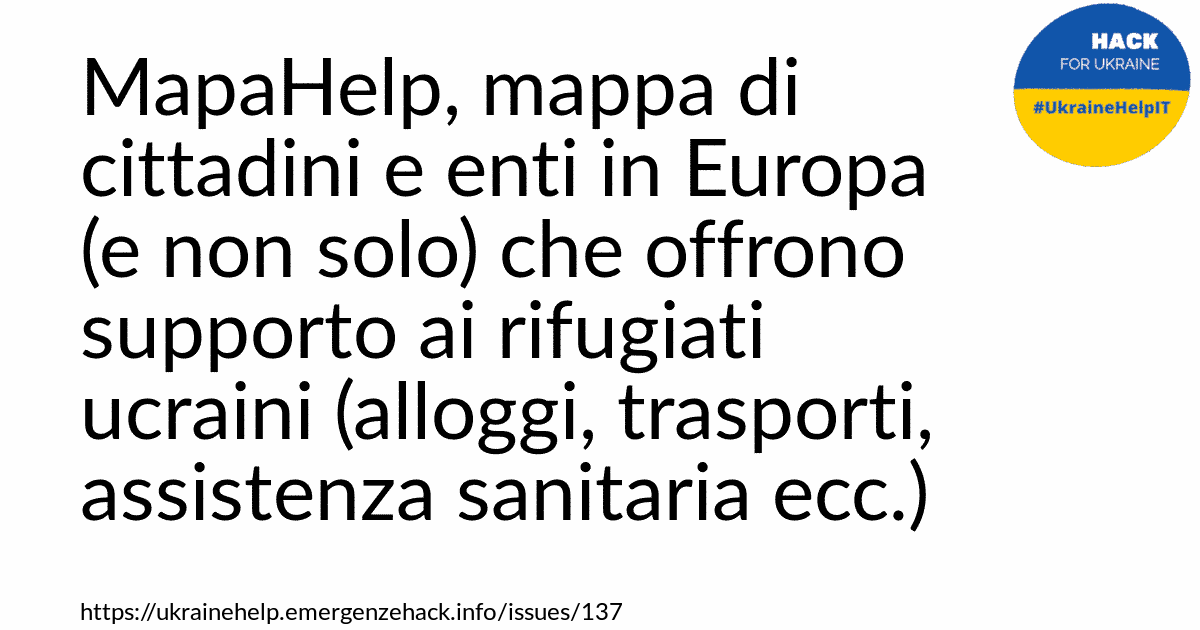 HACK
FOR UKRAINE
#UkraineHelpIT
MapaHelp, mappa di
cittadini e enti in Europa
(e non solo) che offrono
supporto ai rifugiati
ucraini (alloggi, trasporti,
assistenza sanitaria ecc.)
https://ukrainehelp.emergenzehack.info/issues/137